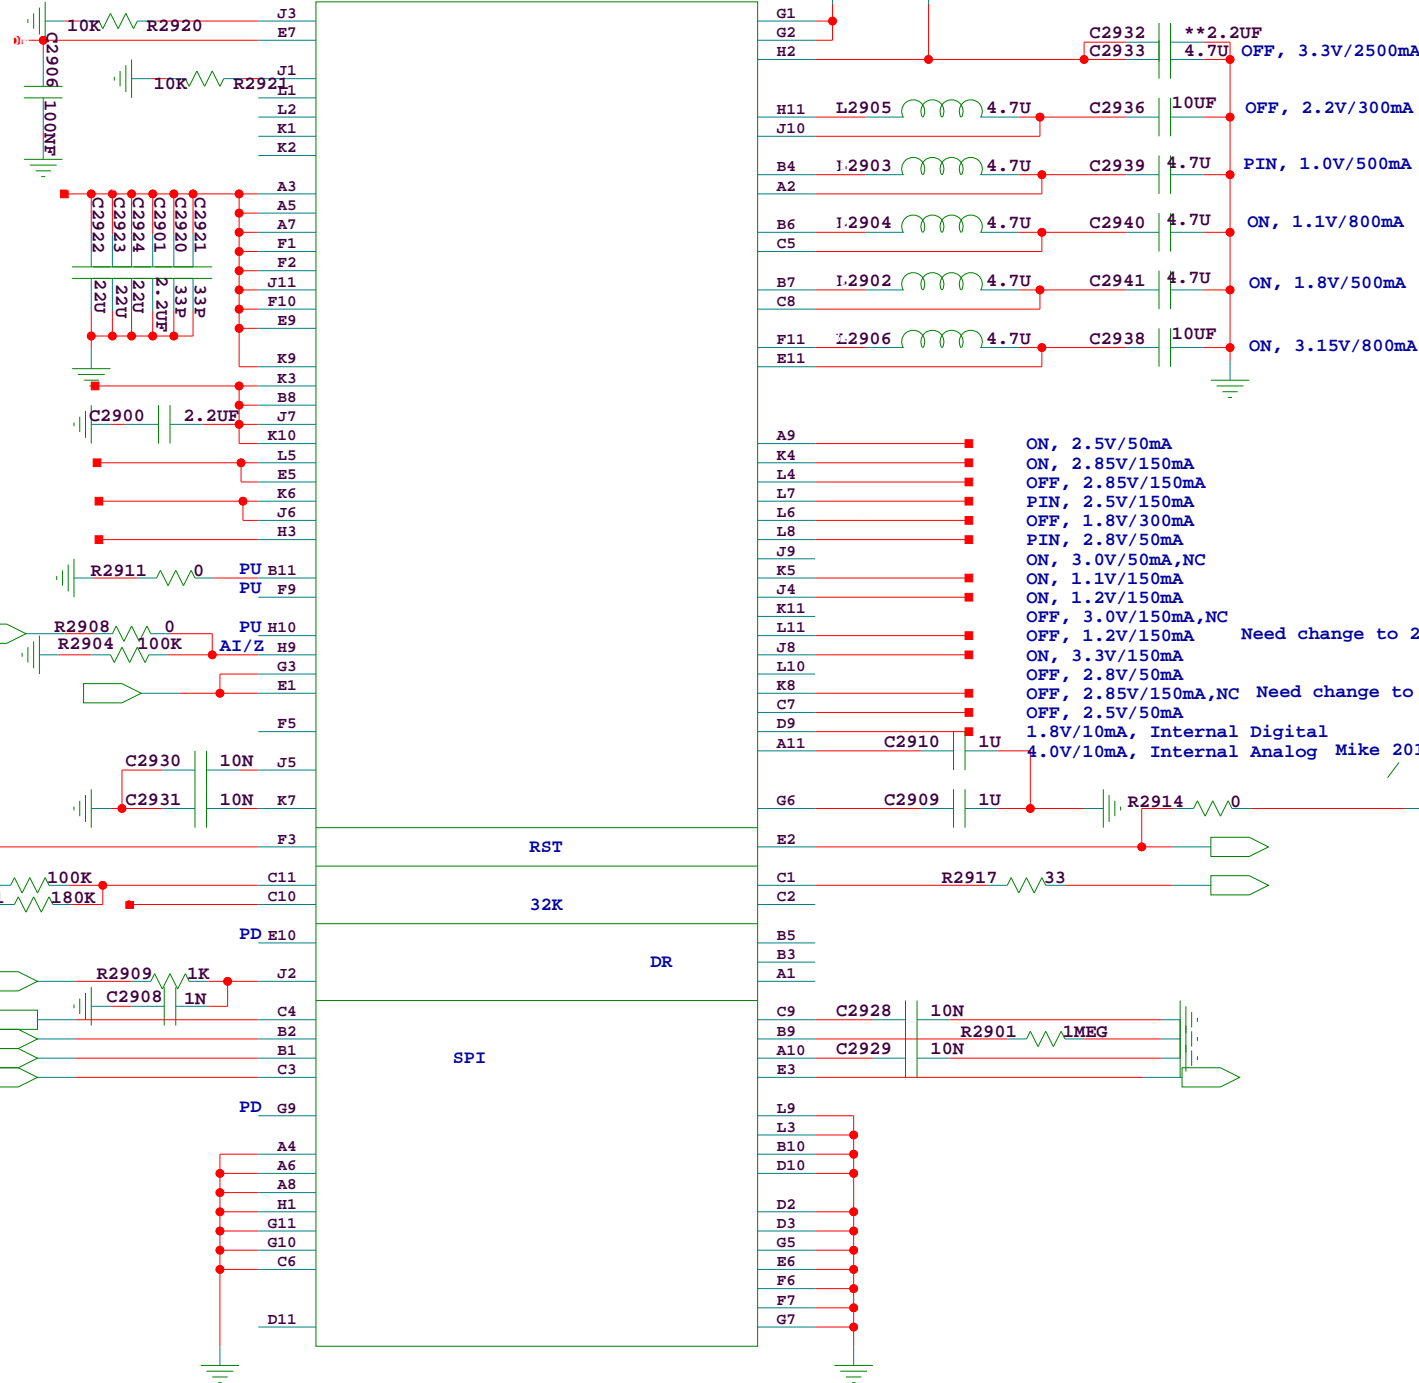 J3
10K R2920
E7
C2906 100NF
J1
10K R2921
L1
L2
K1
K2
A3
A5
A7
F1
F2
J11
F10
E9
C2922 22U
C2923 22U
C2924 22U
C2901 2.2UF
C2920 33P
C2921 33P
K9
K3
B8
J7
C2900 2.2UF
K10
L5
E5
K6
J6
H3
R2911 0 PU B11
PU F9
R2908 0 PU H10
R2904 100K AI/Z H9
G3
E1
F5
C2930 10N J5
C2931 10N K7
F3
100K C11
180K C10
PD E10
R2909 1K J2
C2908 1N
C4
B2
B1
C3
PD G9
A4
A6
A8
H1
G11
G10
C6
D11
RST
32K
DR
SPI
G1
G2
H2
C2932 **2.2UF
C2933 4.7U OFF, 3.3V/2500mA
H11 L2905 4.7U C2936 10UF OFF, 2.2V/300mA
J10
B4 L2903 4.7U C2939 4.7U PIN, 1.0V/500mA
A2
B6 L2904 4.7U C2940 4.7U ON, 1.1V/800mA
C5
B7 L2902 4.7U C2941 4.7U ON, 1.8V/500mA
C8
F11 L2906 4.7U C2938 10UF ON, 3.15V/800mA
E11
A9 ON, 2.5V/50mA
K4 ON, 2.85V/150mA
L4 OFF, 2.85V/150mA
L7 PIN, 2.5V/150mA
L6 OFF, 1.8V/300mA
L8 PIN, 2.8V/50mA
J9 ON, 3.0V/50mA,NC
K5 ON, 1.1V/150mA
J4 ON, 1.2V/150mA
K11 OFF, 3.0V/150mA,NC
L11 OFF, 1.2V/150mA Need change to 2
J8 ON, 3.3V/150mA
L10 OFF, 2.8V/50mA
K8 OFF, 2.85V/150mA,NC Need change to
C7 OFF, 2.5V/50mA
D9 1.8V/10mA, Internal Digital
A11 C2910 1U 4.0V/10mA, Internal Analog Mike 201
G6 C2909 1U R2914 0
E2
C1 R2917 33
C2
B5
B3
A1
C9 C2928 10N
B9 R2901 1MEG
A10 C2929 10N
E3
L9
L3
B10
D10
D2
D3
G5
E6
F6
F7
G7